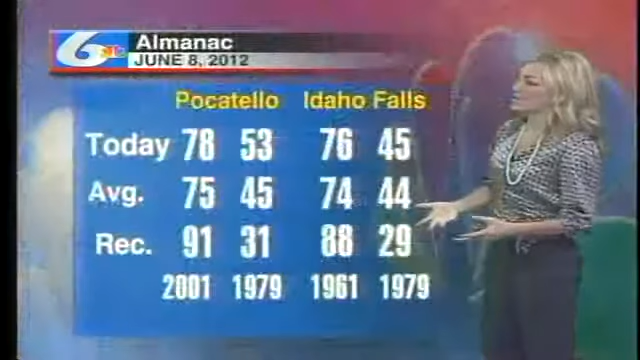 6
Almanac
JUNE 8, 2012
Pocatello Idaho Falls
Today 78 53 76 45
Avg. 75 45 74 44
Rec. 91 31 88 29
2001 1979 1961 1979